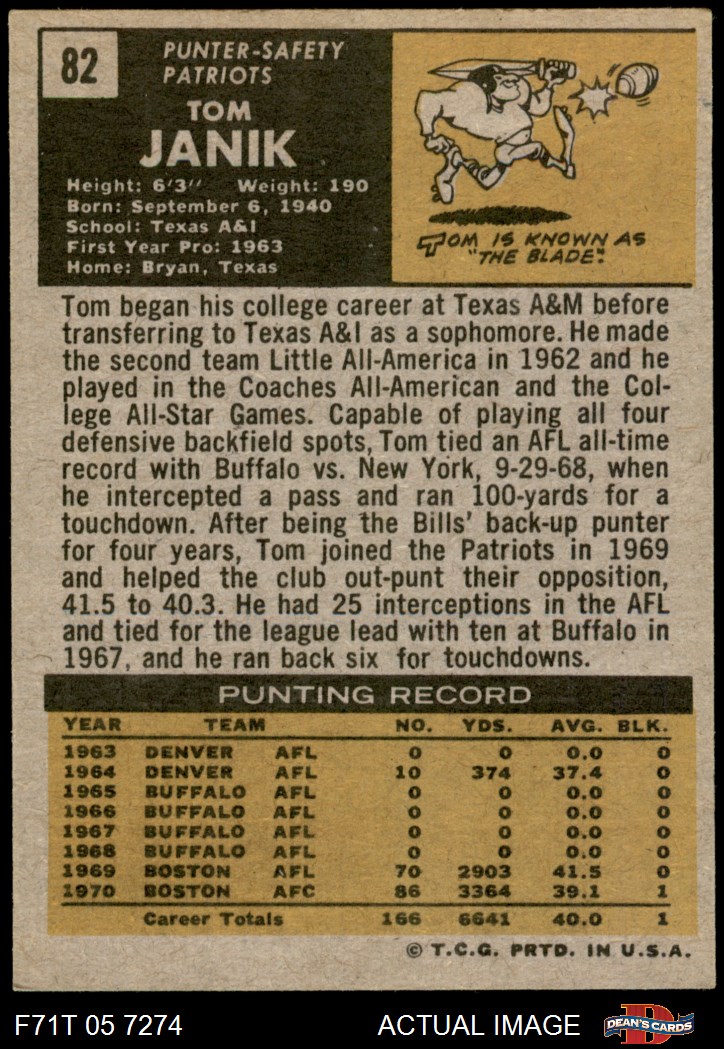 82
PUNTER-SAFETY
PATRIOTS
TOM
JANIK
Height: 6'3" Weight: 190
Born: September 6, 1940
School: Texas A&I
First Year Pro: 1963
Home: Bryan, Texas
TOM IS KNOWN AS
"THE BLADE".
Tom began his college career at Texas A&M before
transferring to Texas A&I as a sophomore. He made
the second team Little All-America in 1962 and he
played in the Coaches All-American and the Col-
lege All-Star Games. Capable of playing all four
defensive backfield spots, Tom tied an AFL all-time
record with Buffalo vs. New York, 9-29-68, when
he intercepted a pass and ran 100-yards for a
touchdown. After being the Bills' back-up punter
for four years, Tom joined the Patriots in 1969
and helped the club out-punt their opposition,
41.5 to 40.3. He had 25 interceptions in the AFL
and tied for the league lead with ten at Buffalo in
1967, and he ran back six for touchdowns.
PUNTING RECORD
YEAR TEAM NO. YDS. AVG. BLK.
1963 DENVER AFL 0 0 0.0 0
1964 DENVER AFL 10 374 37.4 0
1965 BUFFALO AFL 0 0 0.0 0
1966 BUFFALO AFL 0 0 0.0 0
1967 BUFFALO AFL 0 0 0.0 0
1968 BUFFALO AFL 0 0 0.0 0
1969 BOSTON AFL 70 2903 41.5 0
1970 BOSTON AFC 86 3364 39.1 1
Career Totals 166 6641 40.0 1
© T.C.G. PRTD. IN U.S.A.
F71T 05 7274 ACTUAL IMAGE D DEAN'S CARDS